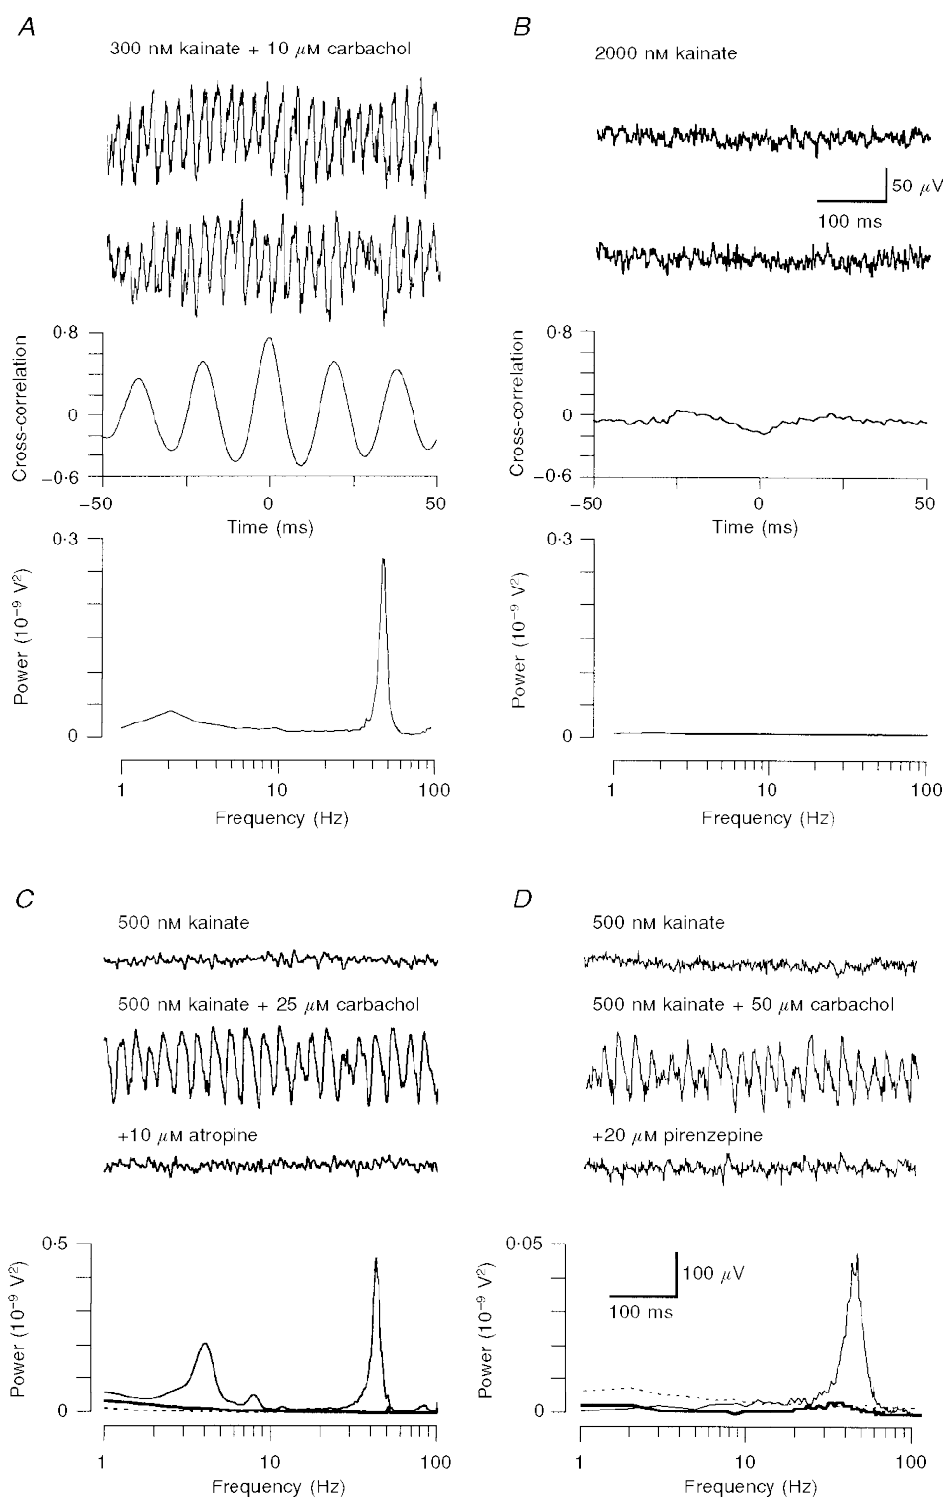 A
300 nM kainate + 10 μM carbachol
Cross-correlation
0·8
0
−0·6
−50
0
50
Time (ms)
Power (10⁻⁹ V²)
0·3
0
1
10
100
Frequency (Hz)
B
2000 nM kainate
50 μV
100 ms
Cross-correlation
0·8
0
−0·6
−50
0
50
Time (ms)
Power (10⁻⁹ V²)
0·3
0
1
10
100
Frequency (Hz)
C
500 nM kainate
500 nM kainate + 25 μM carbachol
+10 μM atropine
Power (10⁻⁹ V²)
0·5
0
1
10
100
Frequency (Hz)
D
500 nM kainate
500 nM kainate + 50 μM carbachol
+20 μM pirenzepine
Power (10⁻⁹ V²)
0·05
0
100 μV
100 ms
1
10
100
Frequency (Hz)